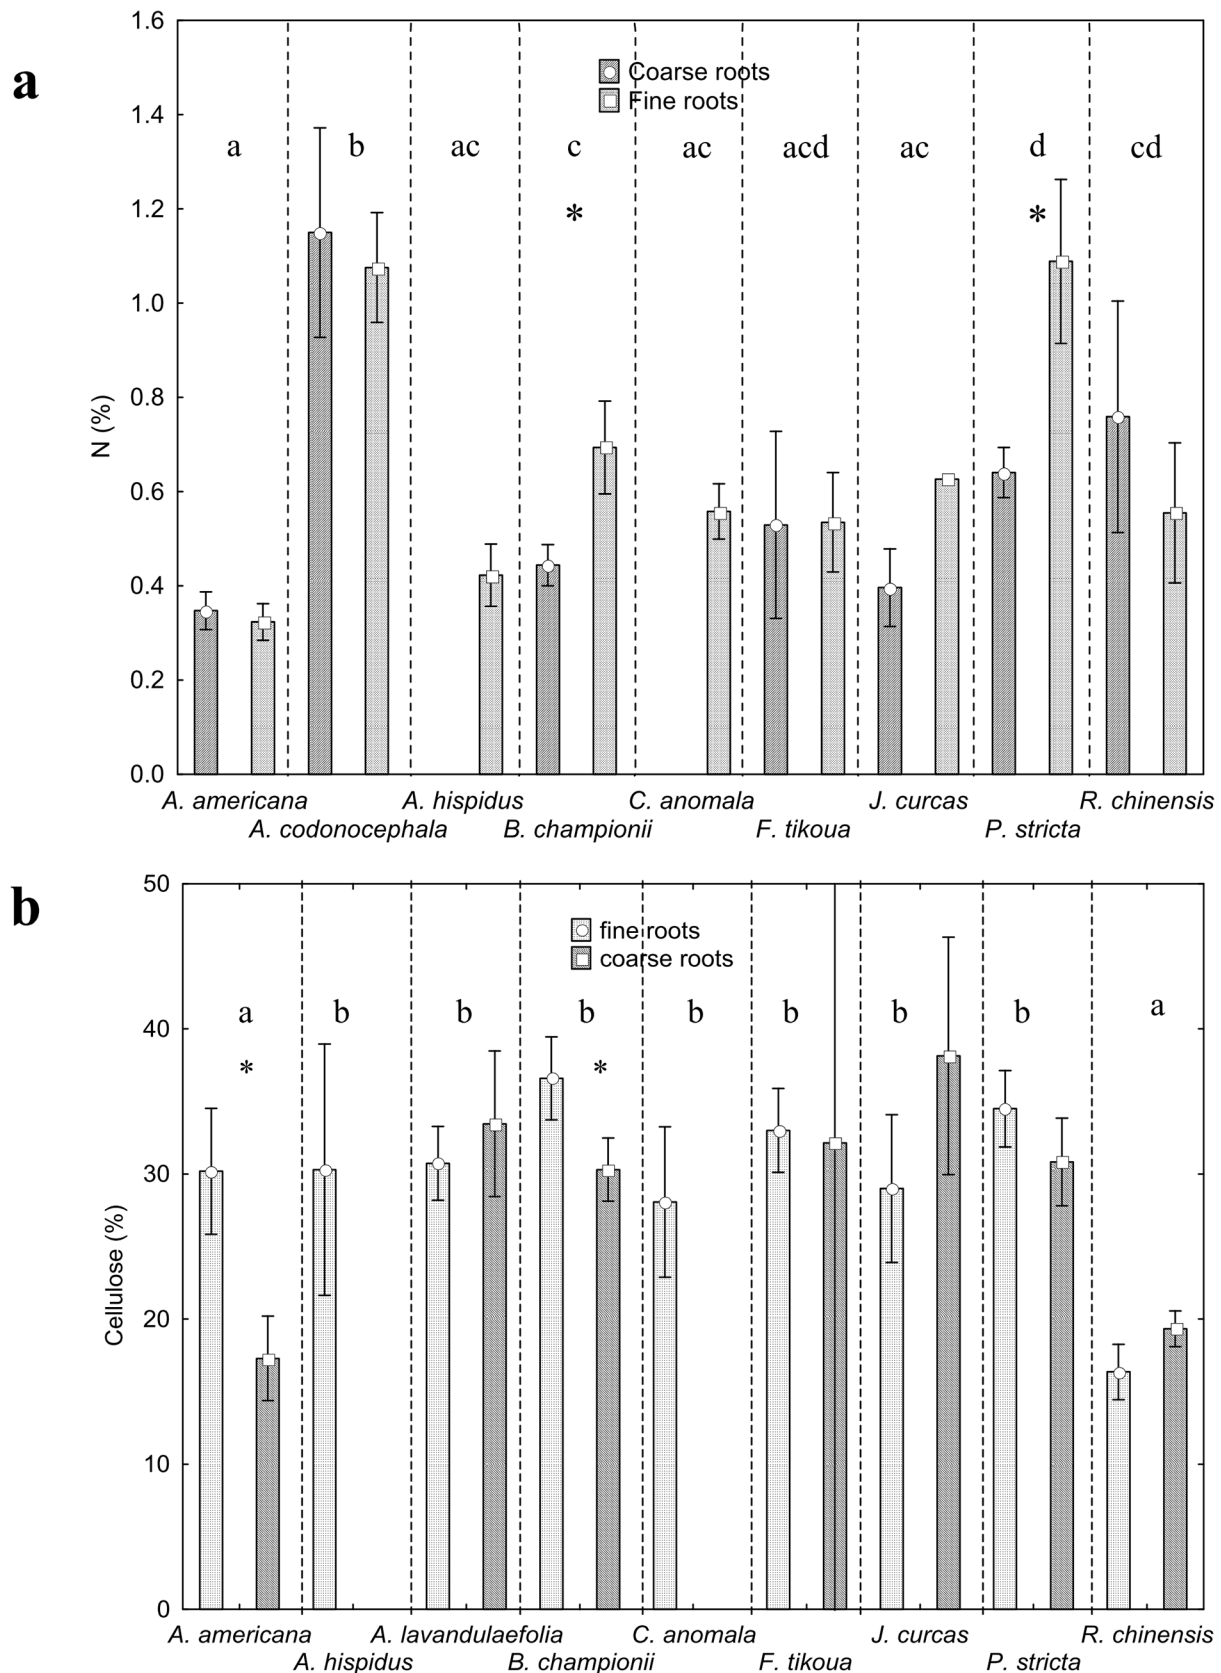 a
1.6
Coarse roots
Fine roots
1.4
a b ac c ac acd ac d cd
* *
1.2
1.0
0.8
0.6
0.4
0.2
0.0
N (%)
A. americana A. hispidus C. anomala J. curcas R. chinensis
A. codonocephala B. championii F. tikoua P. stricta
b
50
fine roots
coarse roots
a b b b b b b b a
40
* *
30
20
10
0
Cellulose (%)
A. americana A. lavandulaefolia C. anomala J. curcas R. chinensis
A. hispidus B. championii F. tikoua P. stricta